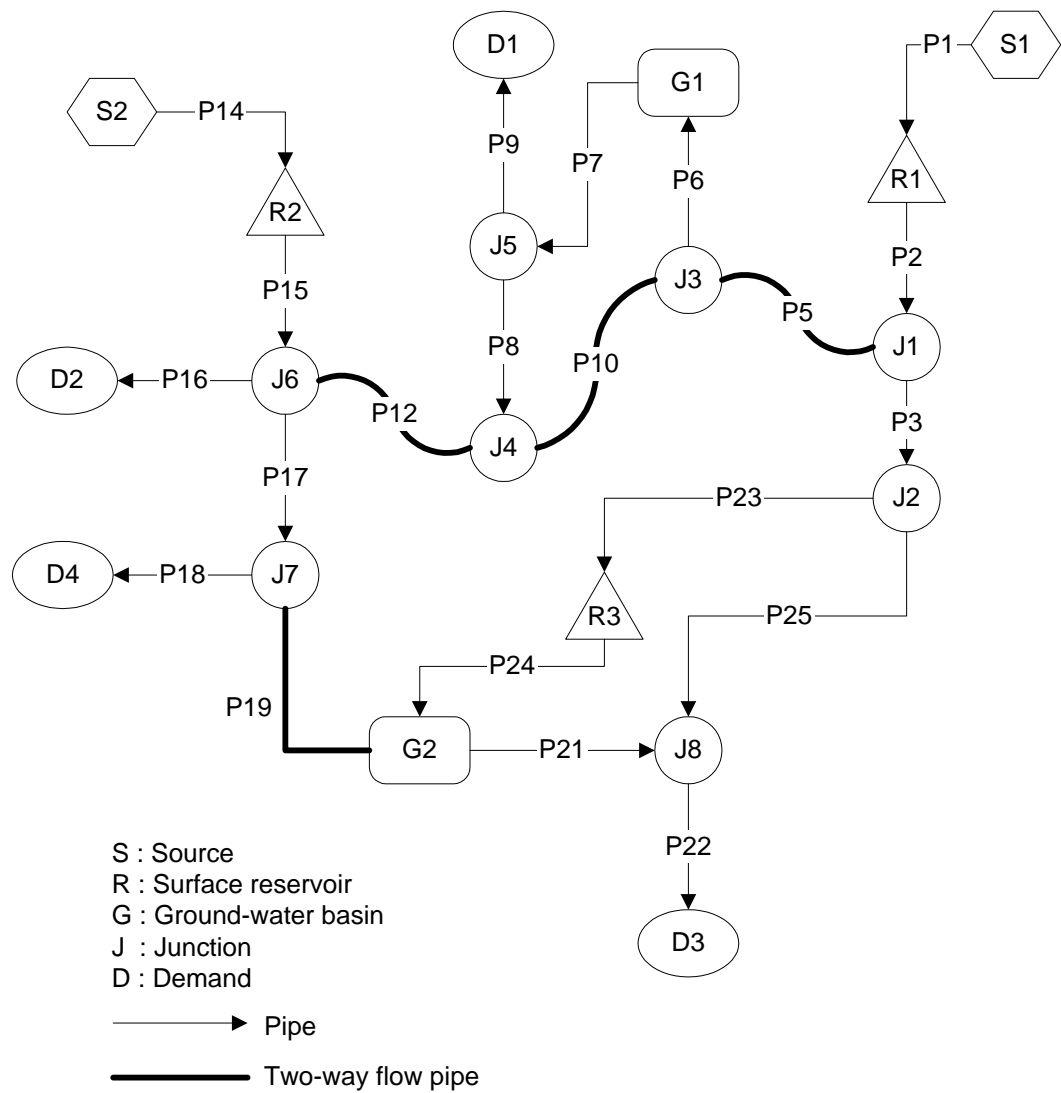 D1
P1
S1
G1
S2
P14
P9
P7
P6
R1
R2
J5
J3
P2
P15
P5
P8
P10
J1
D2
P16
J6
P12
P3
J4
P17
P23
J2
D4
P18
J7
R3
P25
P24
P19
G2
P21
J8
P22
D3
S : Source
R : Surface reservoir
G : Ground-water basin
J : Junction
D : Demand
Pipe
Two-way flow pipe